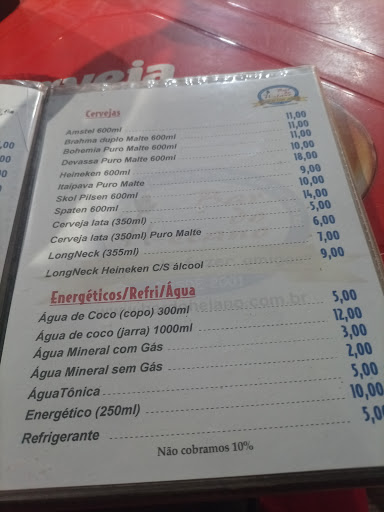 veja
Cervejas
Amstel 600ml 11,00
Brahma duplo Malte 600ml 11,00
Bohemia Puro Malte 600ml 11,00
Devassa Puro Malte 600ml 10,00
Heineken 600ml 18,00
Itaipava Puro Malte 9,00
Skol Pilsen 600ml 10,00
Spaten 600ml 14,00
Cerveja lata (350ml) 5,00
Cerveja lata (350ml) Puro Malte 6,00
LongNeck (355ml) 7,00
LongNeck Heineken C/S álcool 9,00
Energéticos/Refri/Água
Água de Coco (copo) 300ml 5,00
Água de coco (jarra) 1000ml 12,00
Água Mineral com Gás 3,00
Água Mineral sem Gás 2,00
ÁguaTônica 5,00
Energético (250ml) 10,00
Refrigerante 5,00
Não cobramos 10%